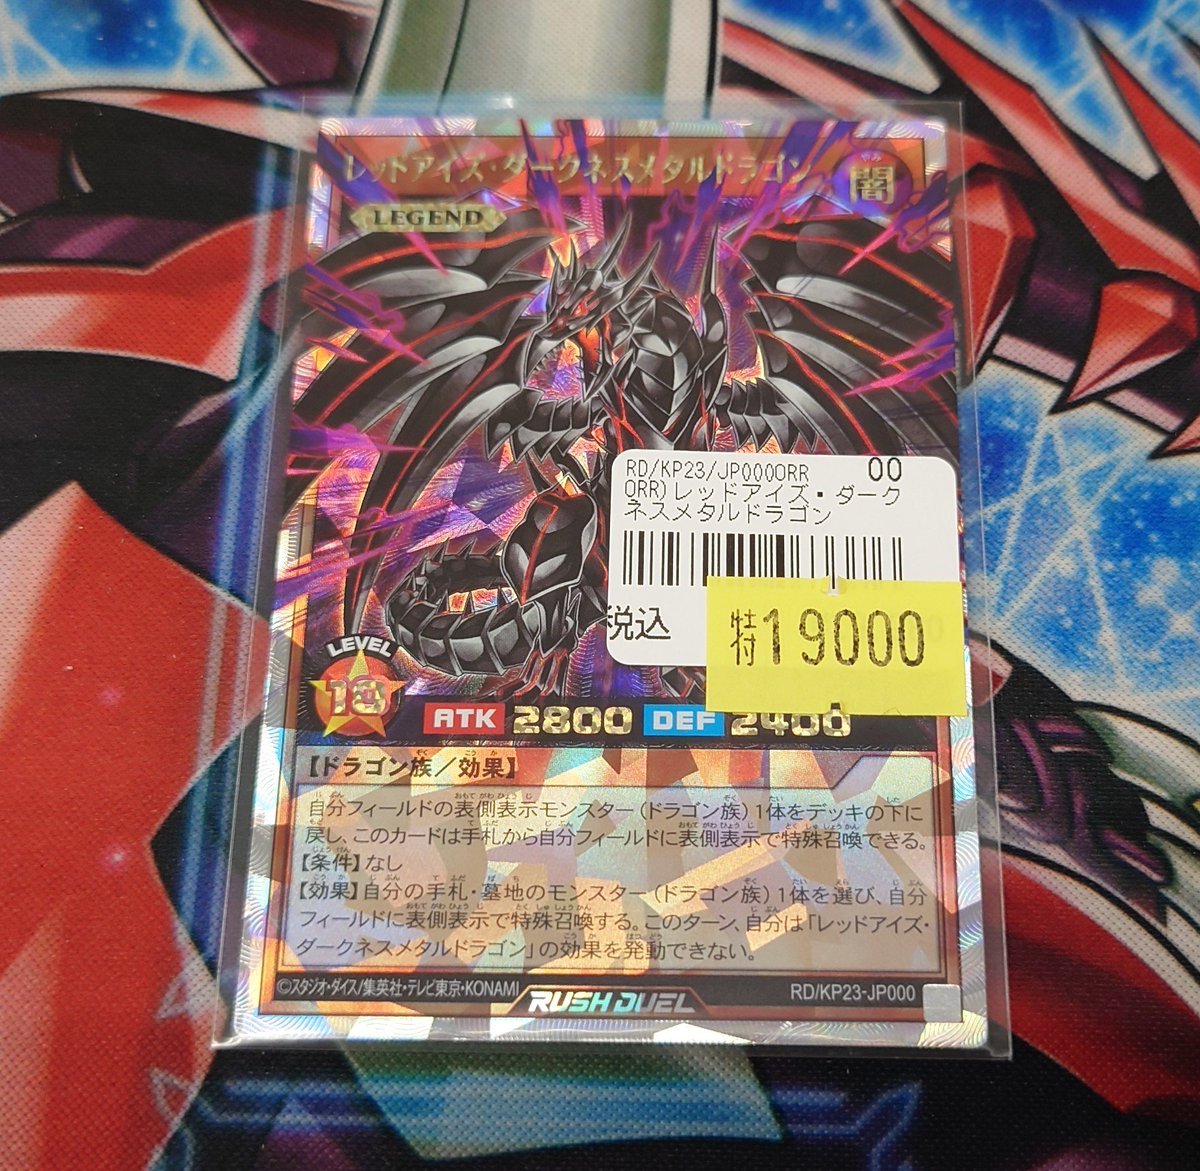 レッドアイズ・ダークネスメタルドラゴン
やみ
闇
LEGEND
RD/KP23/JP000ORR 00
ORR)レッドアイズ・ダーク
ネスメタルドラゴン
税込
特付19000
LEVEL
10
ATK 2800 DEF 2400
【ドラゴン族/効果】
自分フィールドの表側表示モンスター(ドラゴン族)1体をデッキの下に
戻し、このカードは手札から自分フィールドに表側表示で特殊召喚できる。
【条件】なし
【効果】自分の手札・墓地のモンスター(ドラゴン族)1体を選び、自分
フィールドに表側表示で特殊召喚する。このターン、自分は「レッドアイズ・
ダークネスメタルドラゴン」の効果を発動できない。
©スタジオ・ダイス/集英社・テレビ東京・KONAMI
RUSH DUEL
RD/KP23-JP000